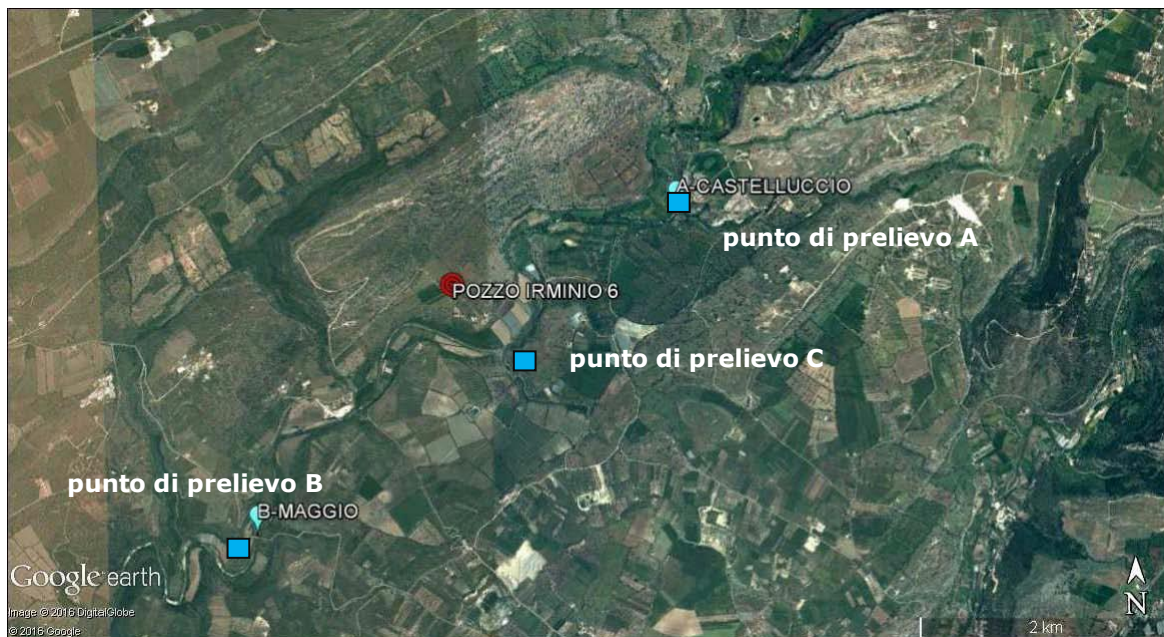 A-CASTELLUCCIO
punto di prelievo A
POZZO IRMINIO 6
punto di prelievo C
punto di prelievo B
B-MAGGIO
Google earth
Image © 2016 DigitalGlobe
© 2016 Google
N
2 km